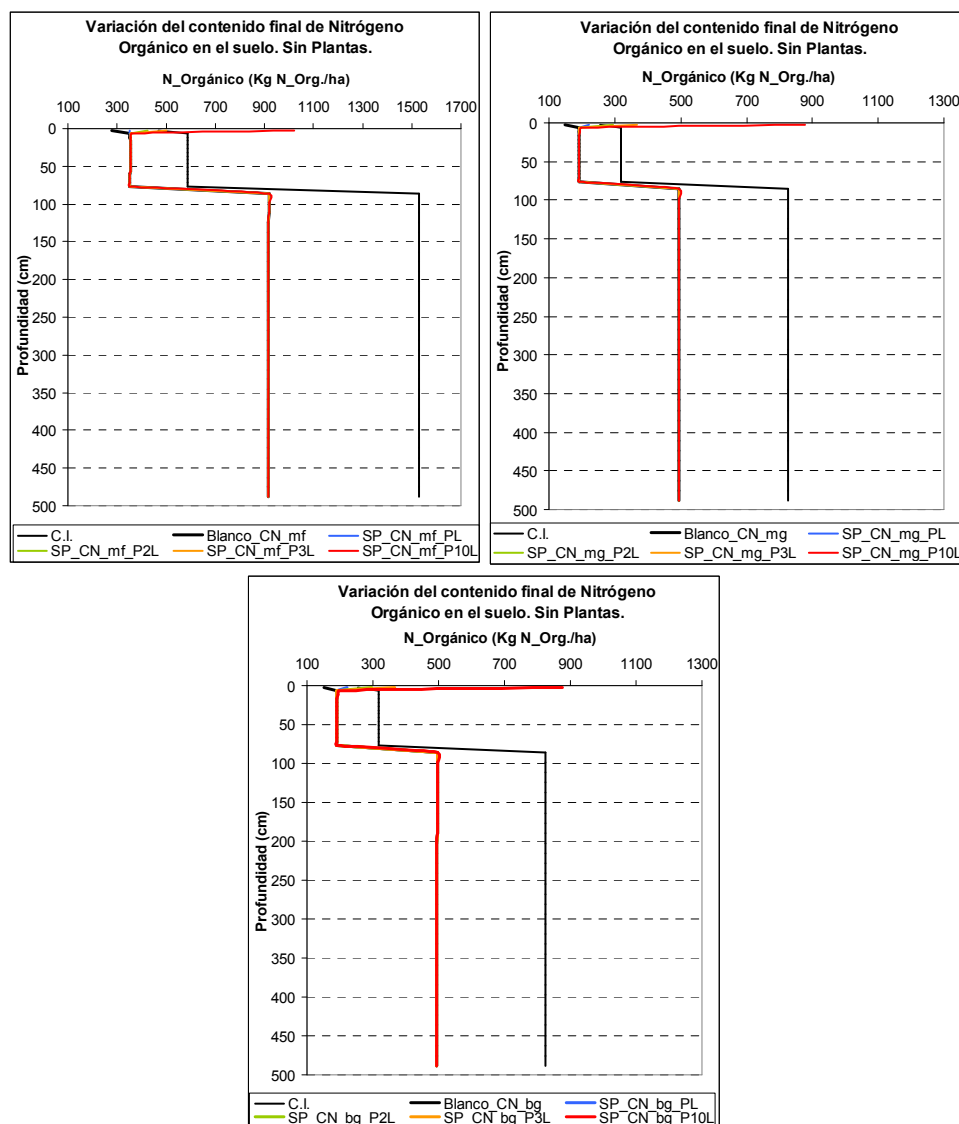 Variación del contenido final de Nitrógeno
Orgánico en el suelo. Sin Plantas.
N_Orgánico (Kg N_Org./ha)
100 300 500 700 900 1100 1300 1500 1700
0
50
100
150
200
250
300
350
400
450
500
Profundidad (cm)
C.I. Blanco_CN_mf SP_CN_mf_PL
SP_CN_mf_P2L SP_CN_mf_P3L SP_CN_mf_P10L
Variación del contenido final de Nitrógeno
Orgánico en el suelo. Sin Plantas.
N_Orgánico (Kg N_Org./ha)
100 300 500 700 900 1100 1300
0
50
100
150
200
250
300
350
400
450
500
Profundidad (cm)
C.I. Blanco_CN_mg SP_CN_mg_PL
SP_CN_mg_P2L SP_CN_mg_P3L SP_CN_mg_P10L
Variación del contenido final de Nitrógeno
Orgánico en el suelo. Sin Plantas.
N_Orgánico (Kg N_Org./ha)
100 300 500 700 900 1100 1300
0
50
100
150
200
250
300
350
400
450
500
Profundidad (cm)
C.I. Blanco_CN_bg SP_CN_bg_PL
SP_CN_bg_P2L SP_CN_bg_P3L SP_CN_bg_P10L